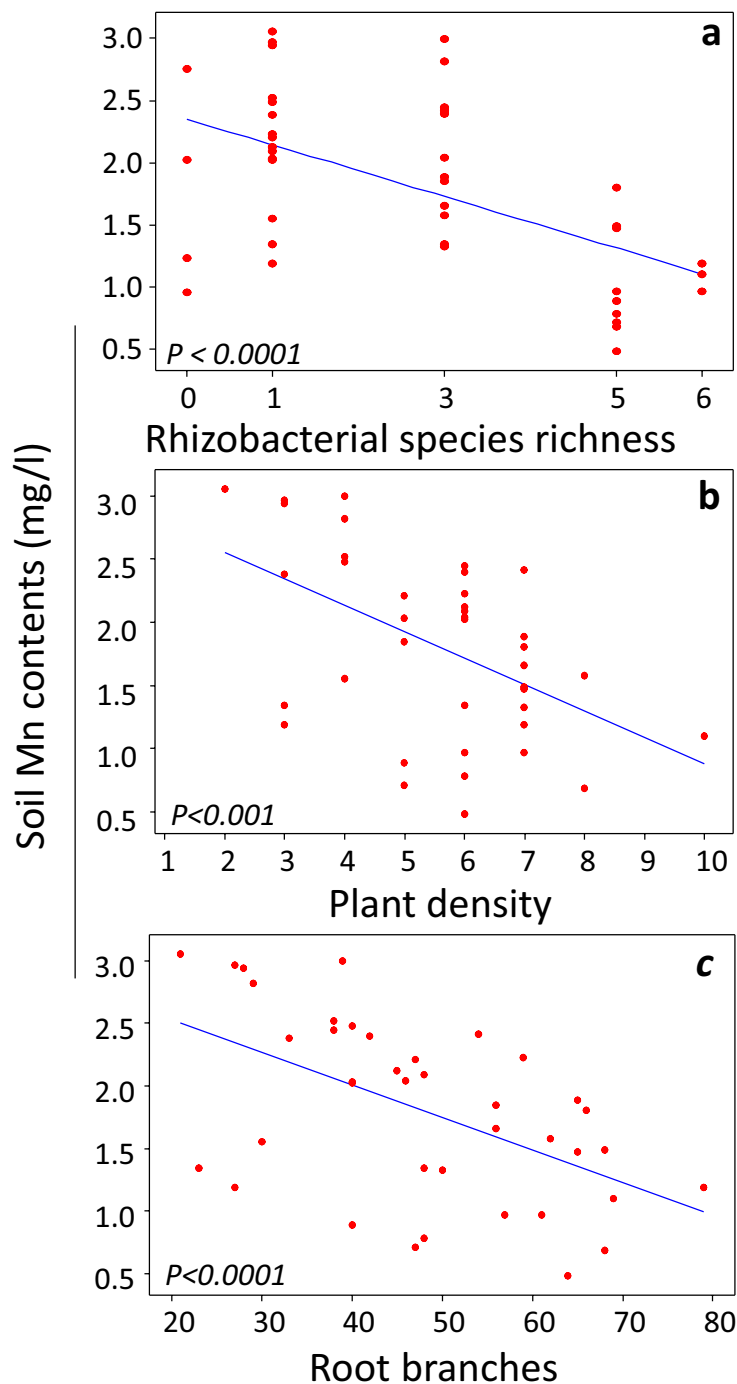 Soil Mn contents (mg/l)
a
3.0
2.5
2.0
1.5
1.0
0.5
P < 0.0001
0 1 3 5 6
Rhizobacterial species richness
b
3.0
2.5
2.0
1.5
1.0
0.5
P<0.001
1 2 3 4 5 6 7 8 9 10
Plant density
c
3.0
2.5
2.0
1.5
1.0
0.5
P<0.0001
20 30 40 50 60 70 80
Root branches